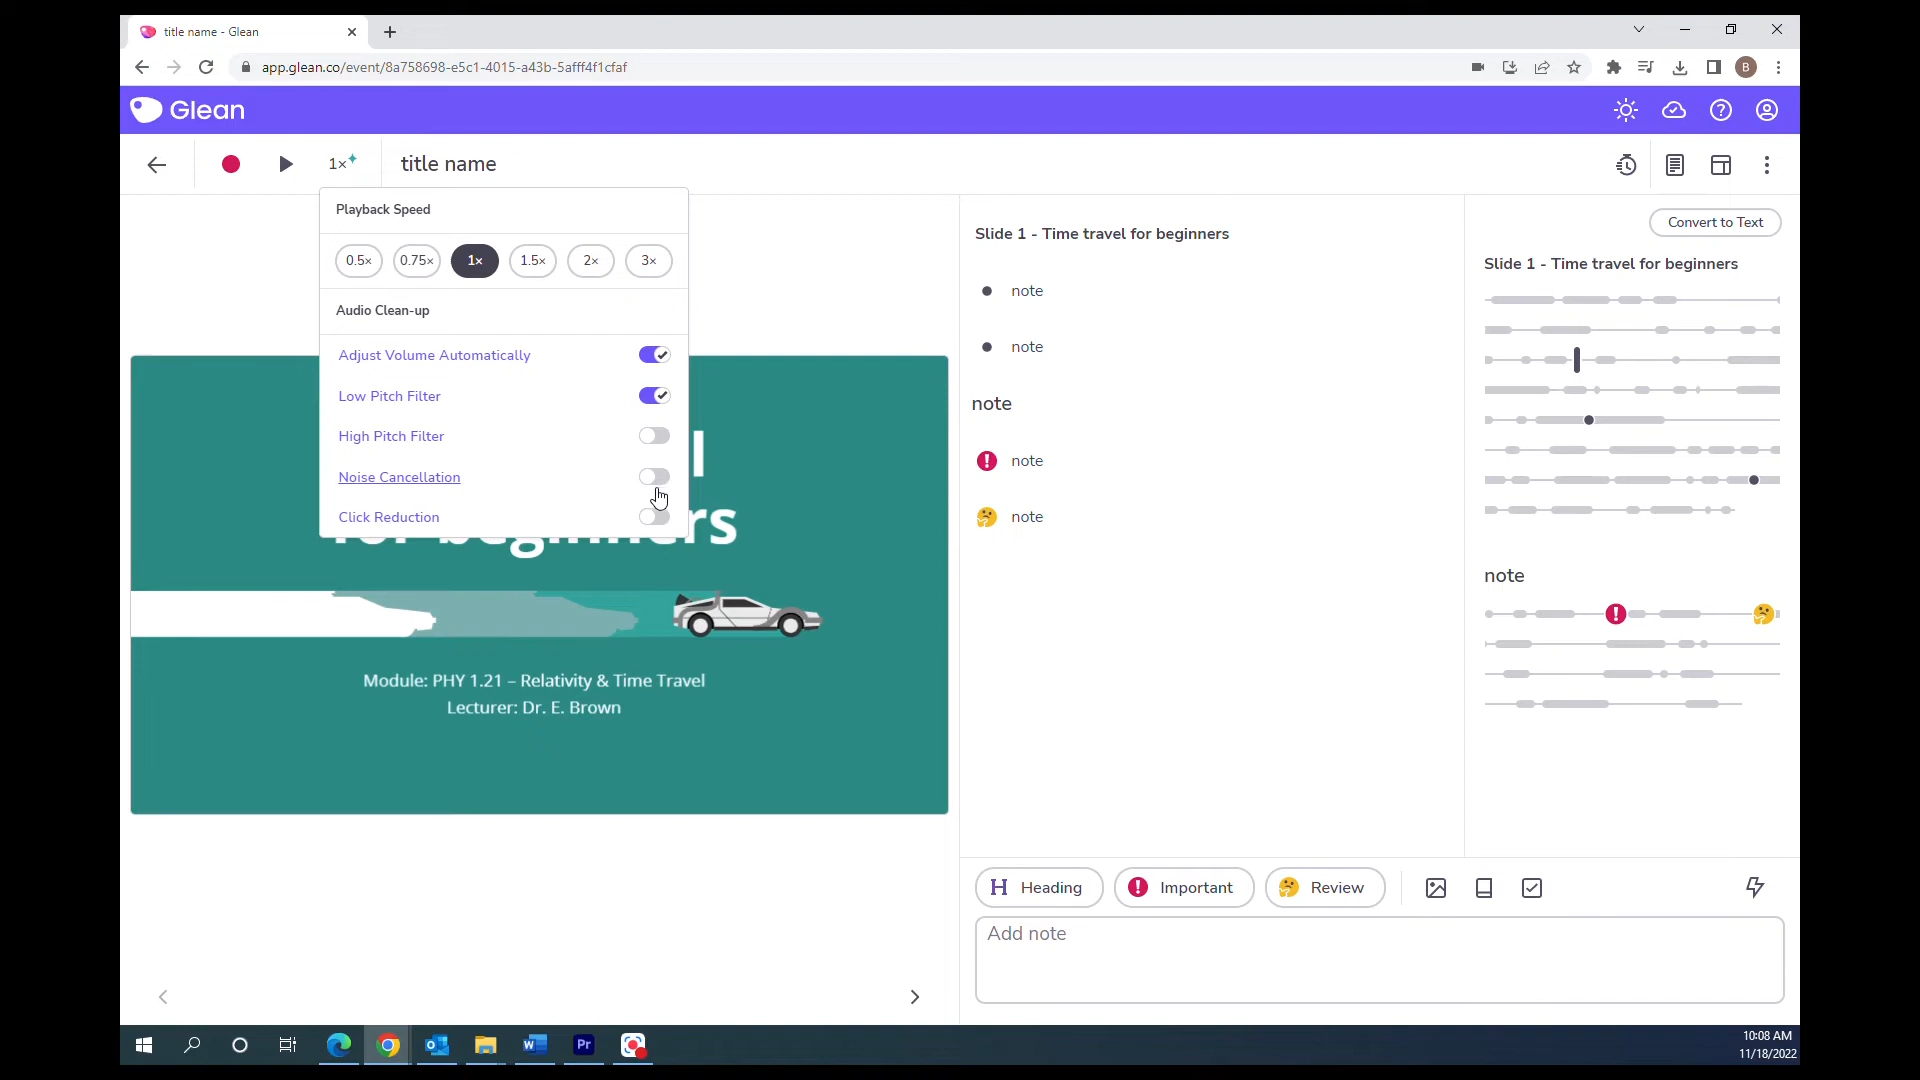 title name - Glean
app.glean.co/event/8a758698-e5c1-4015-a43b-5afff4f1cfaf
B
Glean
1×
title name
Playback Speed
0.5× 0.75× 1× 1.5× 2× 3×
Audio Clean-up
Adjust Volume Automatically
Low Pitch Filter
High Pitch Filter
Noise Cancellation
Click Reduction
for beginners
Module: PHY 1.21 – Relativity & Time Travel
Lecturer: Dr. E. Brown
Slide 1 - Time travel for beginners
note
note
note
note
note
Convert to Text
Slide 1 - Time travel for beginners
note
H Heading
Important
Review
Add note
10:08 AM
11/18/2022